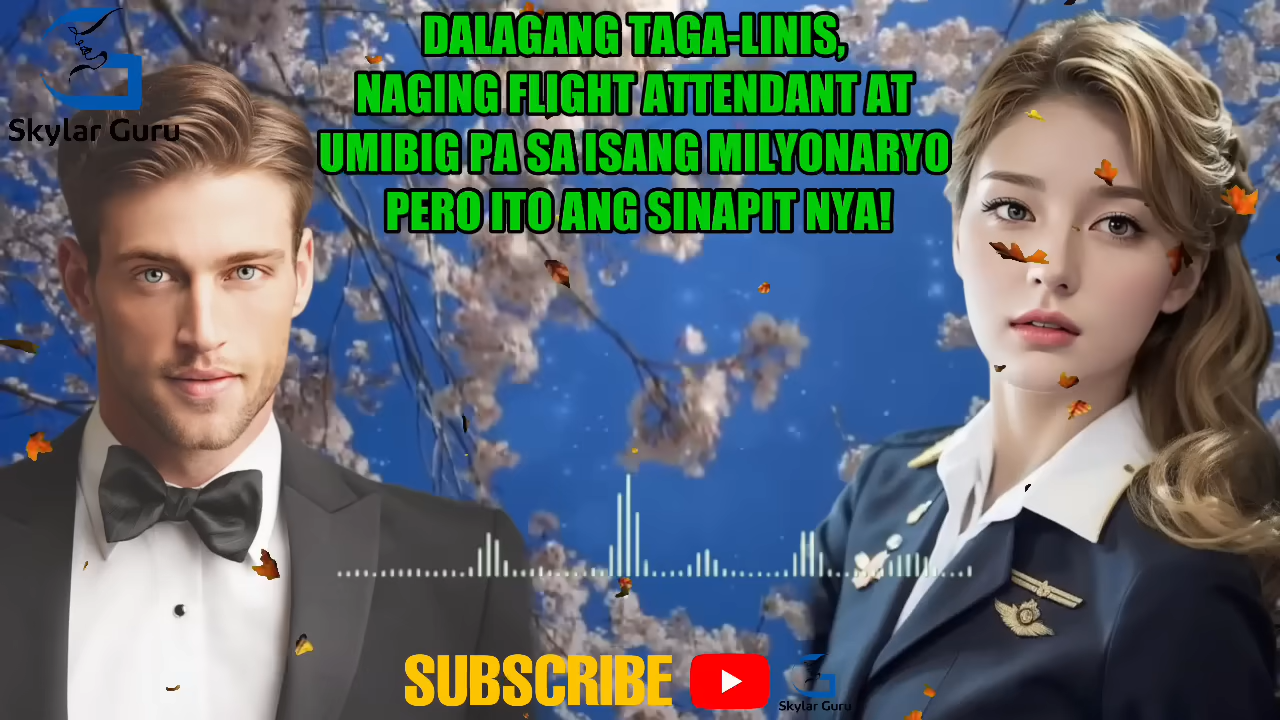 Skylar Guru
DALAGANG TAGA-LINIS,
NAGING FLIGHT ATTENDANT AT
UMIBIG PA SA ISANG MILYONARYO
PERO ITO ANG SINAPIT NYA!
SUBSCRIBE
Skylar Guru